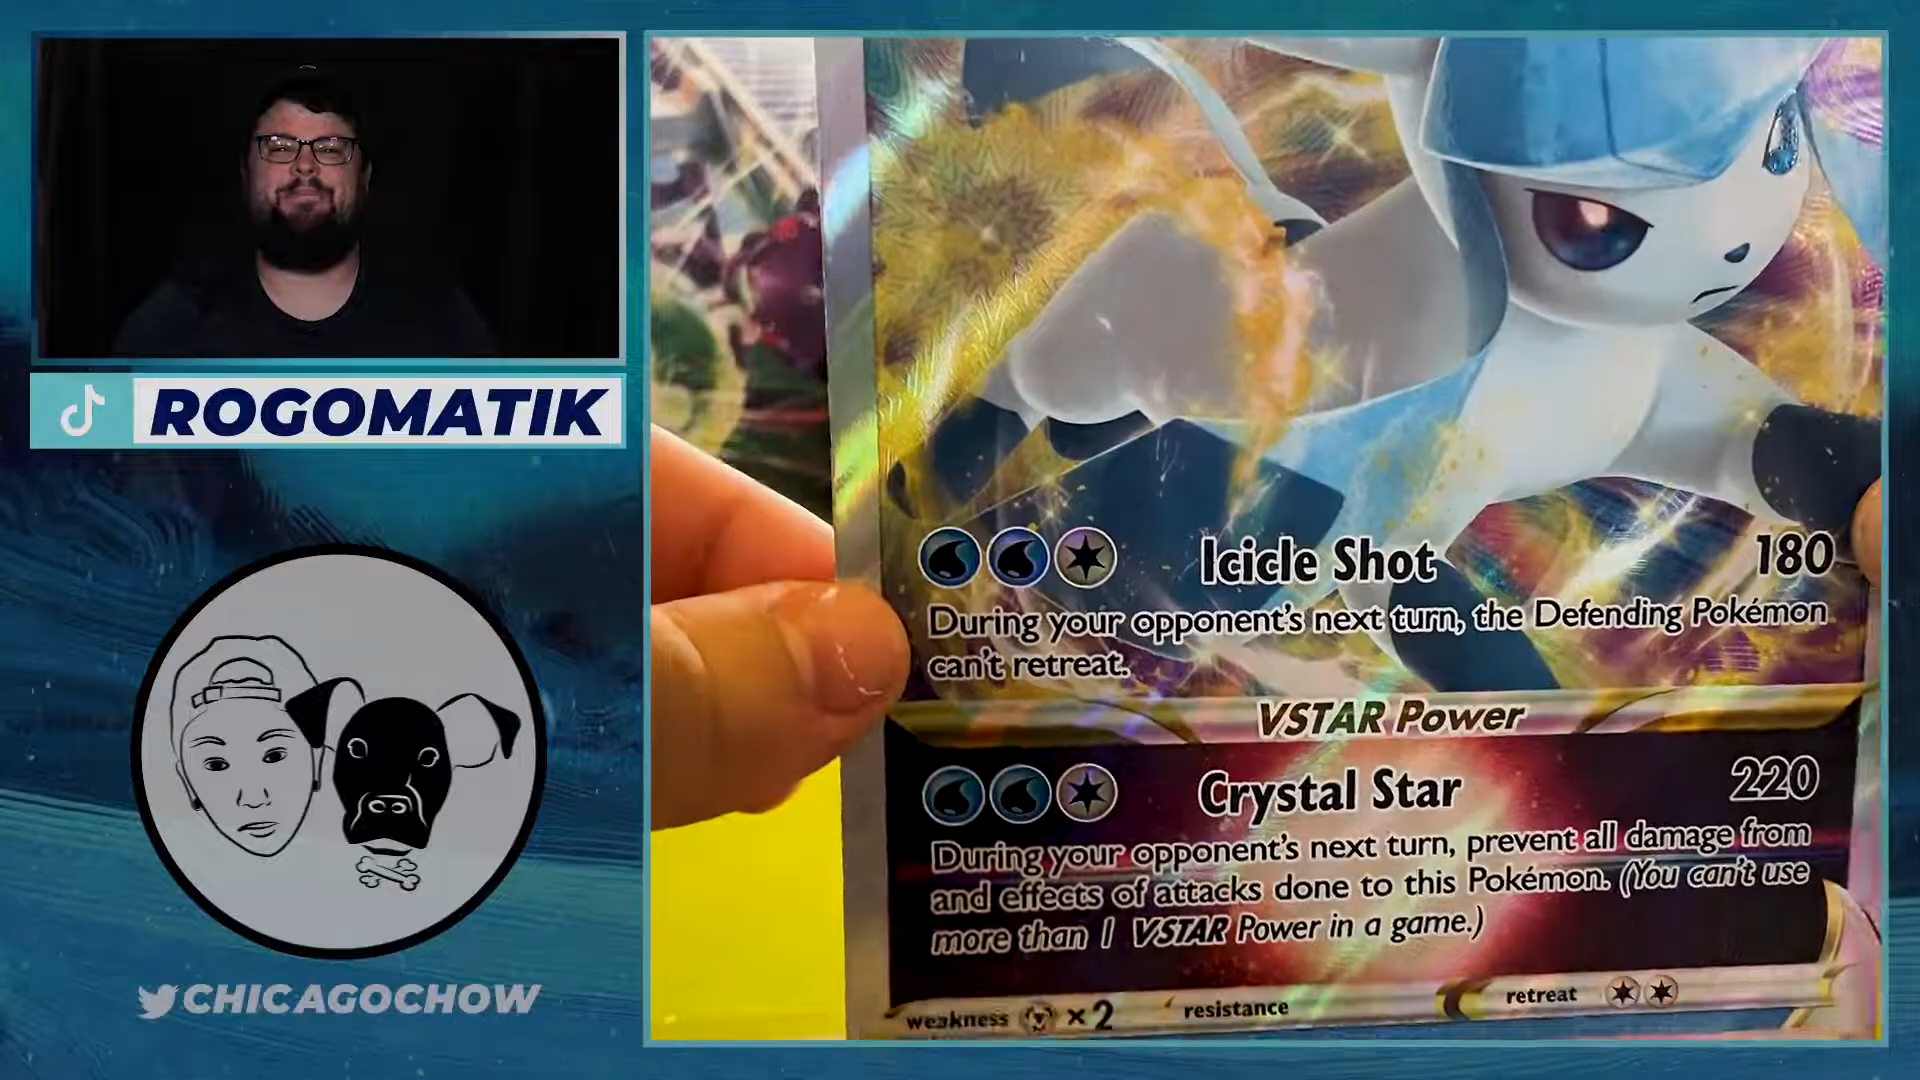 ROGOMATIK
CHICAGOCHOW
Icicle Shot 180
During your opponent's next turn, the Defending Pokémon
can't retreat.
VSTAR Power
Crystal Star 220
During your opponent's next turn, prevent all damage from
and effects of attacks done to this Pokémon. (You can't use
more than 1 VSTAR Power in a game.)
weakness ×2 resistance retreat